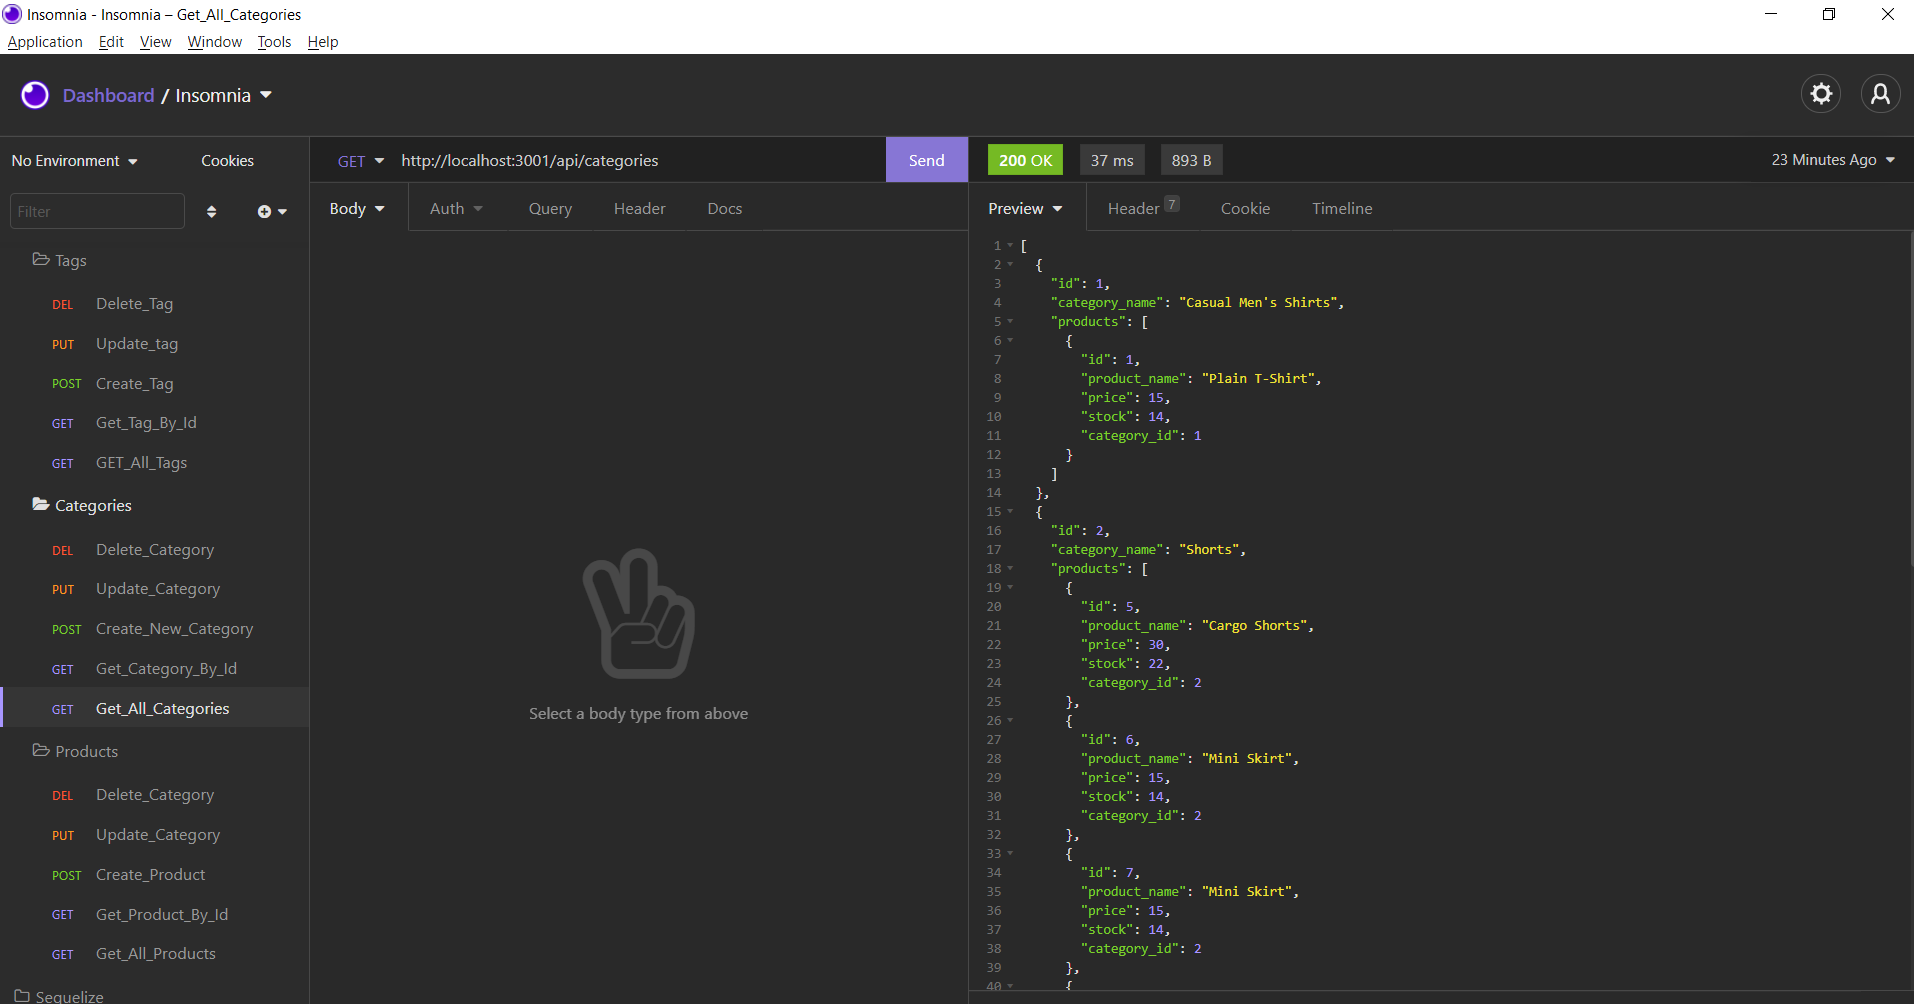 Insomnia - Insomnia – Get_All_Categories
Application Edit View Window Tools Help
Dashboard / Insomnia
No Environment Cookies
Filter
Tags
DEL Delete_Tag
PUT Update_tag
POST Create_Tag
GET Get_Tag_By_Id
GET GET_All_Tags
Categories
DEL Delete_Category
PUT Update_Category
POST Create_New_Category
GET Get_Category_By_Id
GET Get_All_Categories
Products
DEL Delete_Category
PUT Update_Category
POST Create_Product
GET Get_Product_By_Id
GET Get_All_Products
Sequelize
GET http://localhost:3001/api/categories Send
Body Auth Query Header Docs
Select a body type from above
200 OK 37 ms 893 B 23 Minutes Ago
Preview Header 7 Cookie Timeline
1 [
2 {
3 "id": 1,
4 "category_name": "Casual Men's Shirts",
5 "products": [
6 {
7 "id": 1,
8 "product_name": "Plain T-Shirt",
9 "price": 15,
10 "stock": 14,
11 "category_id": 1
12 }
13 ]
14 },
15 {
16 "id": 2,
17 "category_name": "Shorts",
18 "products": [
19 {
20 "id": 5,
21 "product_name": "Cargo Shorts",
22 "price": 30,
23 "stock": 22,
24 "category_id": 2
25 },
26 {
27 "id": 6,
28 "product_name": "Mini Skirt",
29 "price": 15,
30 "stock": 14,
31 "category_id": 2
32 },
33 {
34 "id": 7,
35 "product_name": "Mini Skirt",
36 "price": 15,
37 "stock": 14,
38 "category_id": 2
39 },
40 {